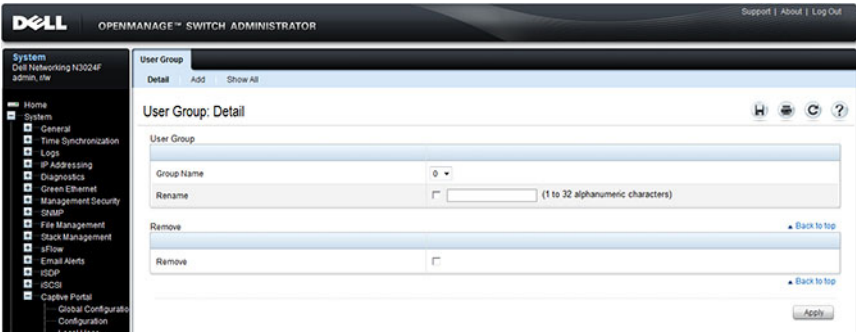 Support | About | Log Out
DELL OPENMANAGE™ SWITCH ADMINISTRATOR
System
Dell Networking N3024F
admin, r/w
Home
System
General
Time Synchronization
Logs
IP Addressing
Diagnostics
Green Ethernet
Management Security
SNMP
File Management
Stack Management
sFlow
Email Alerts
ISDP
iSCSI
Captive Portal
Global Configuratio
Configuration
User Group
Detail Add Show All
User Group: Detail
User Group
Group Name 0
Rename (1 to 32 alphanumeric characters)
Remove Back to top
Remove
Back to top
Apply